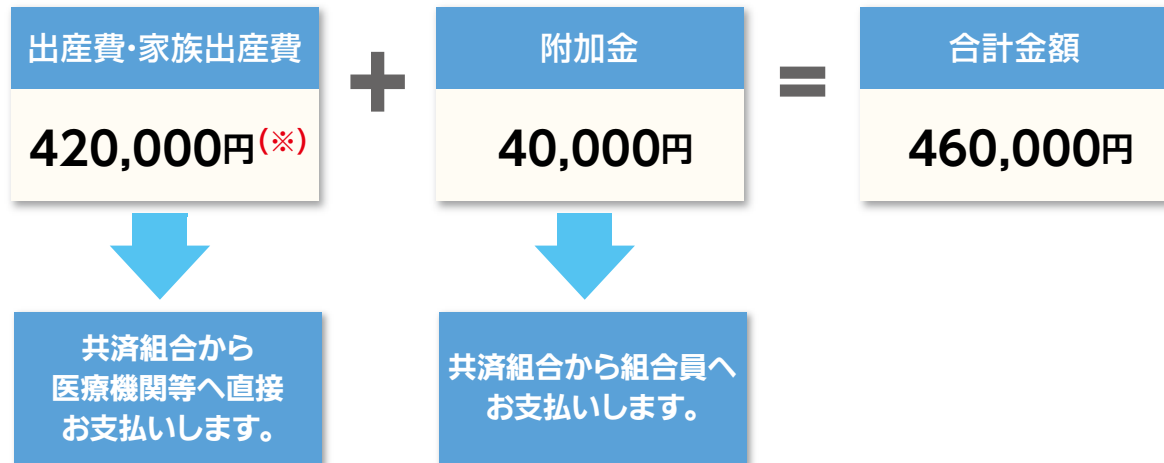 出産費・家族出産費
420,000円(※)
+
附加金
40,000円
=
合計金額
460,000円
共済組合から
医療機関等へ直接
お支払いします。
共済組合から組合員へ
お支払いします。